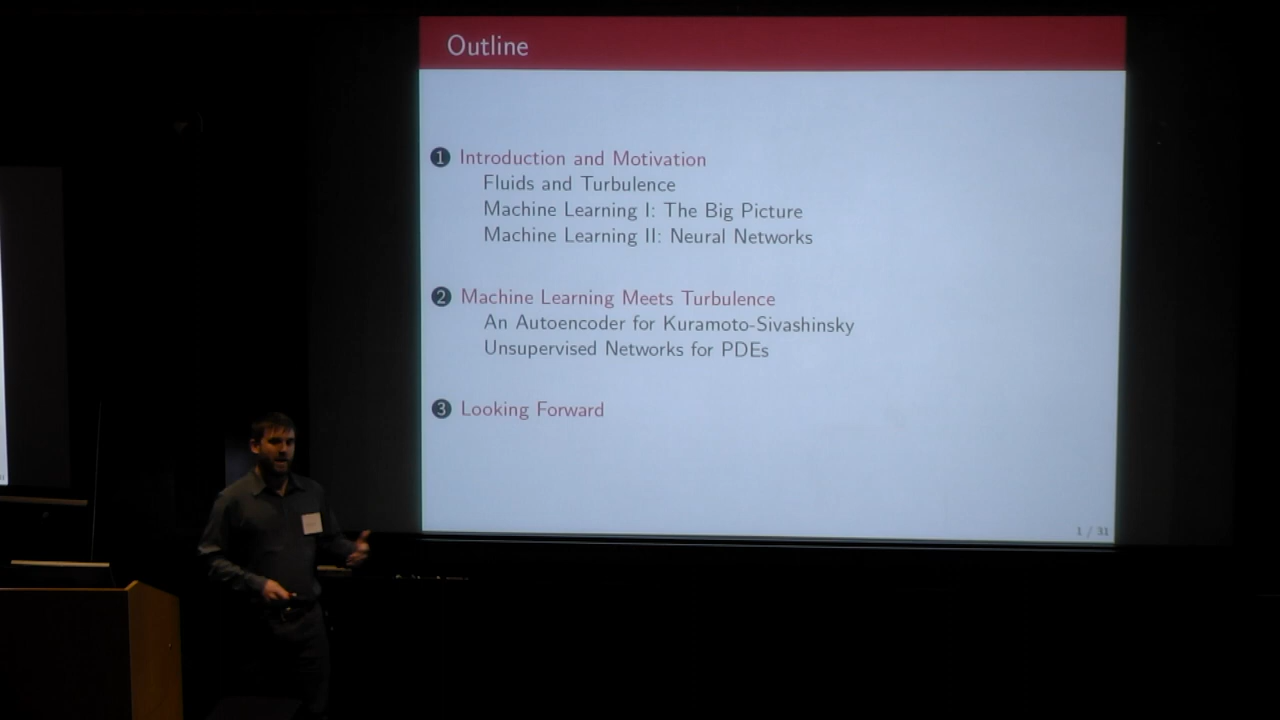 Outline
1 Introduction and Motivation
Fluids and Turbulence
Machine Learning I: The Big Picture
Machine Learning II: Neural Networks
2 Machine Learning Meets Turbulence
An Autoencoder for Kuramoto-Sivashinsky
Unsupervised Networks for PDEs
3 Looking Forward
1 / 31